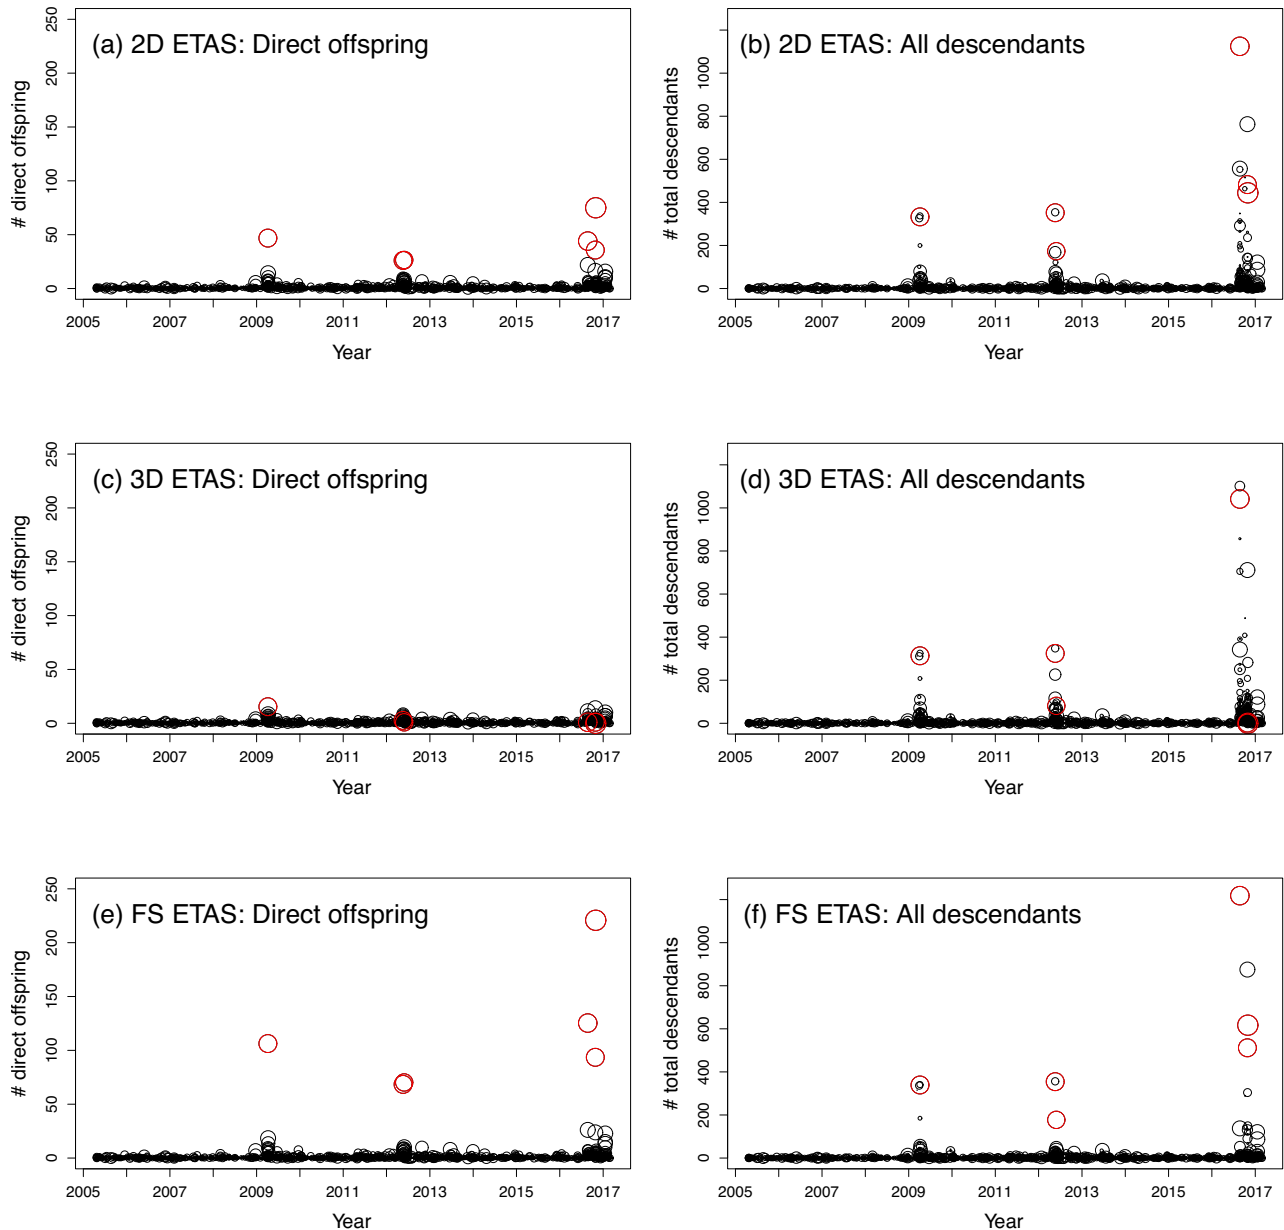 (a) 2D ETAS: Direct offspring
# direct offspring
0 50 100 150 200 250
2005 2007 2009 2011 2013 2015 2017
Year
(b) 2D ETAS: All descendants
# total descendants
0 200 400 600 800 1000
2005 2007 2009 2011 2013 2015 2017
Year
(c) 3D ETAS: Direct offspring
# direct offspring
0 50 100 150 200 250
2005 2007 2009 2011 2013 2015 2017
Year
(d) 3D ETAS: All descendants
# total descendants
0 200 400 600 800 1000
2005 2007 2009 2011 2013 2015 2017
Year
(e) FS ETAS: Direct offspring
# direct offspring
0 50 100 150 200 250
2005 2007 2009 2011 2013 2015 2017
Year
(f) FS ETAS: All descendants
# total descendants
0 200 400 600 800 1000
2005 2007 2009 2011 2013 2015 2017
Year